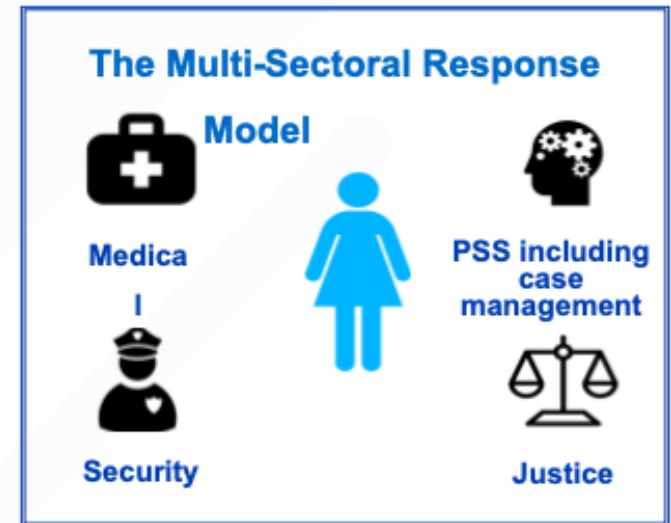 The Multi-Sectoral Response
Model
Medica
l
PSS including
case
management
Security
Justice